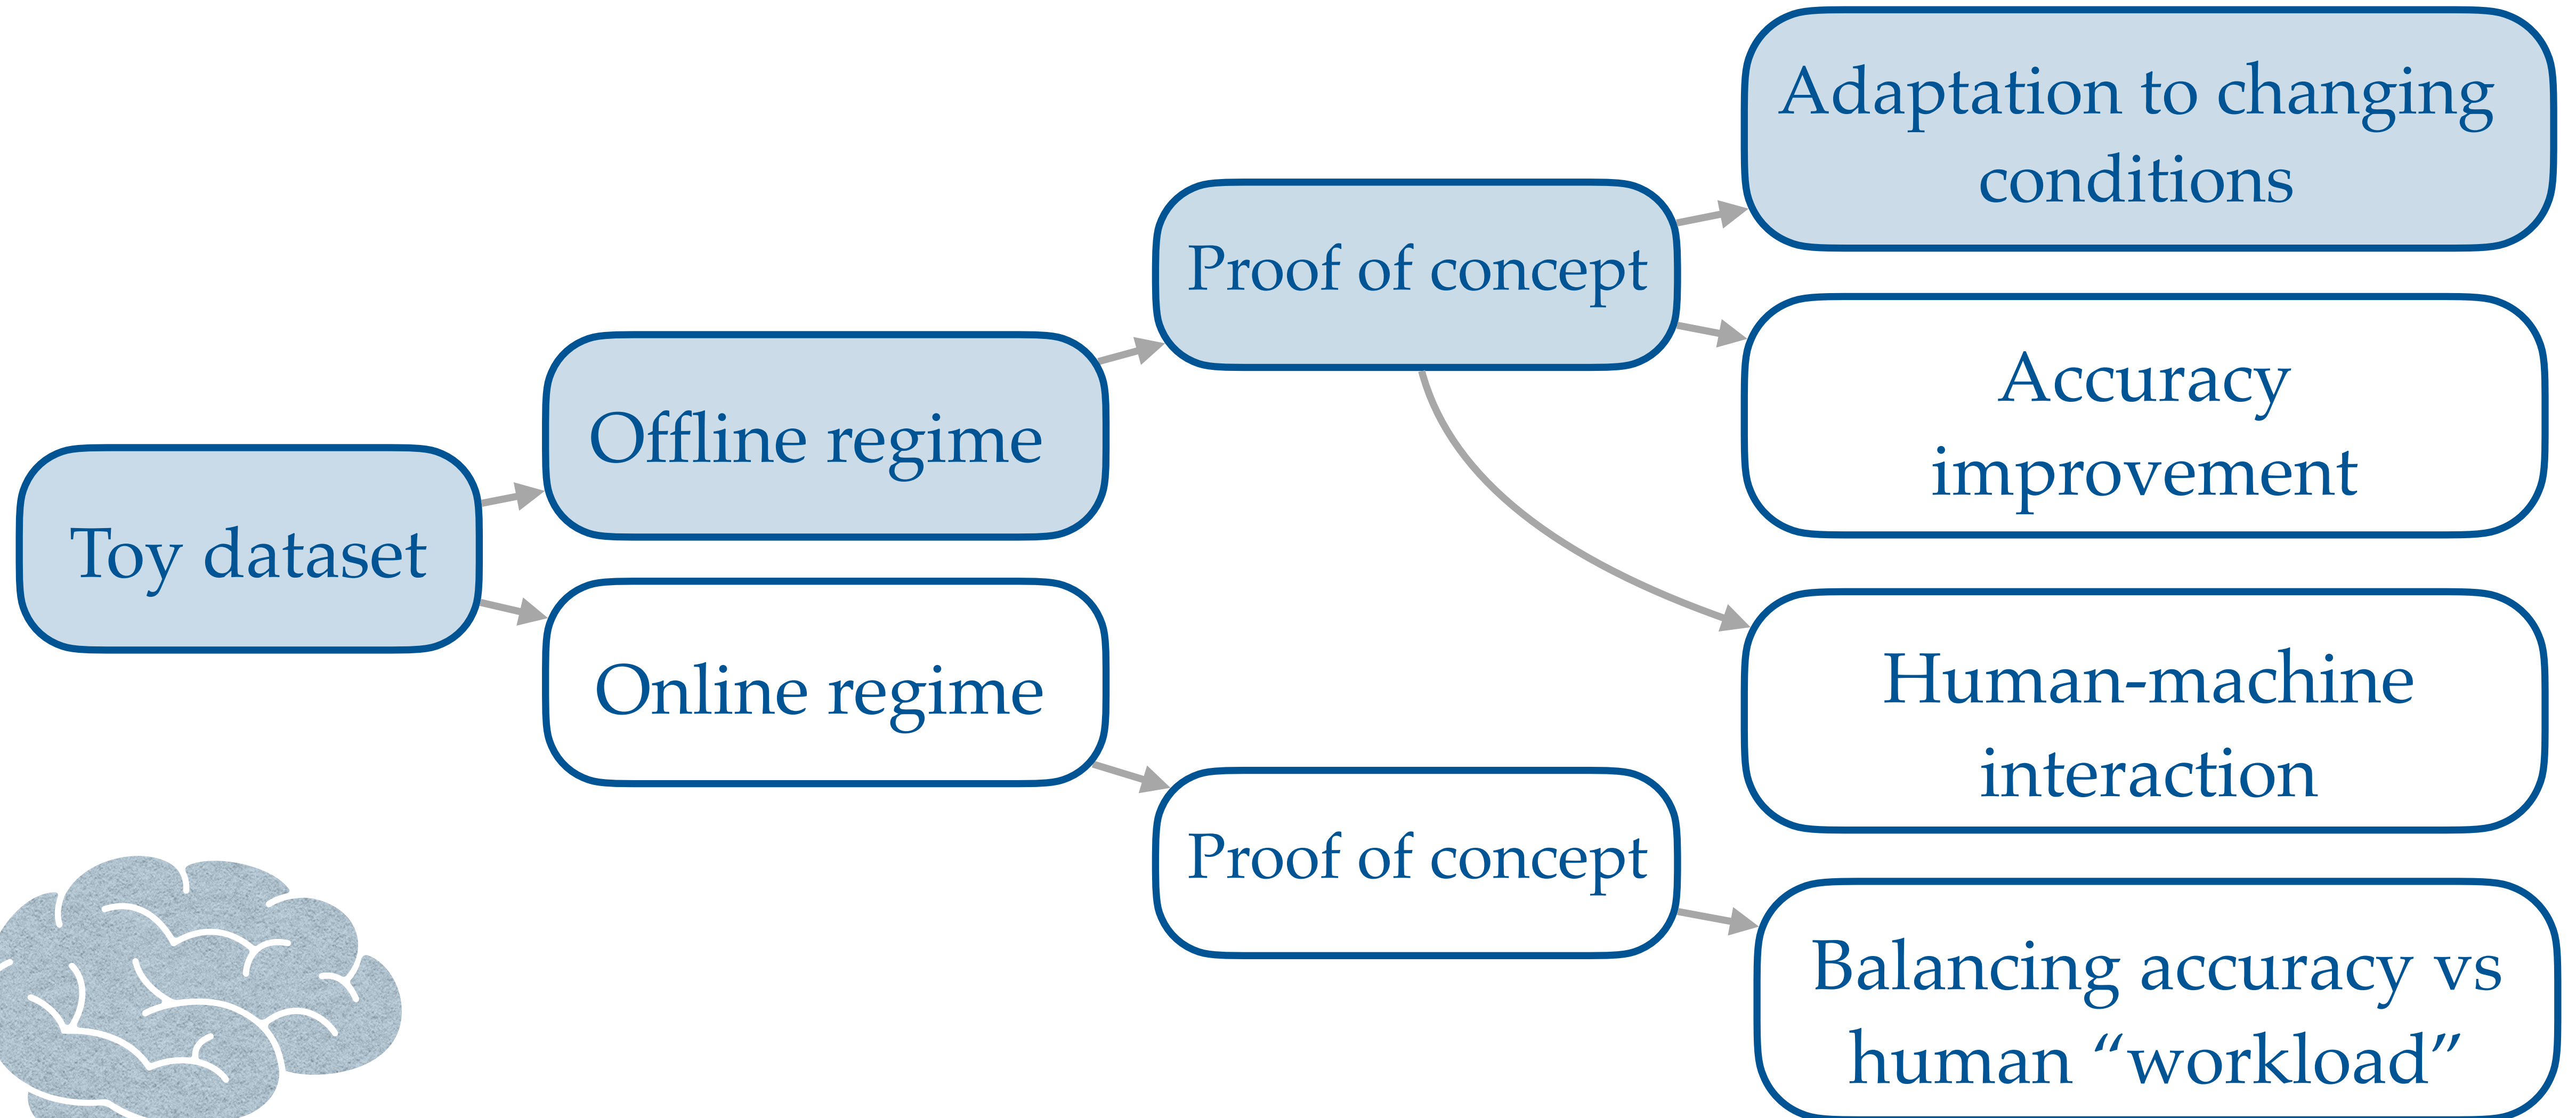 Toy dataset
Offline regime
Online regime
Proof of concept
Proof of concept
Adaptation to changing
conditions
Accuracy
improvement
Human-machine
interaction
Balancing accuracy vs
human “workload”